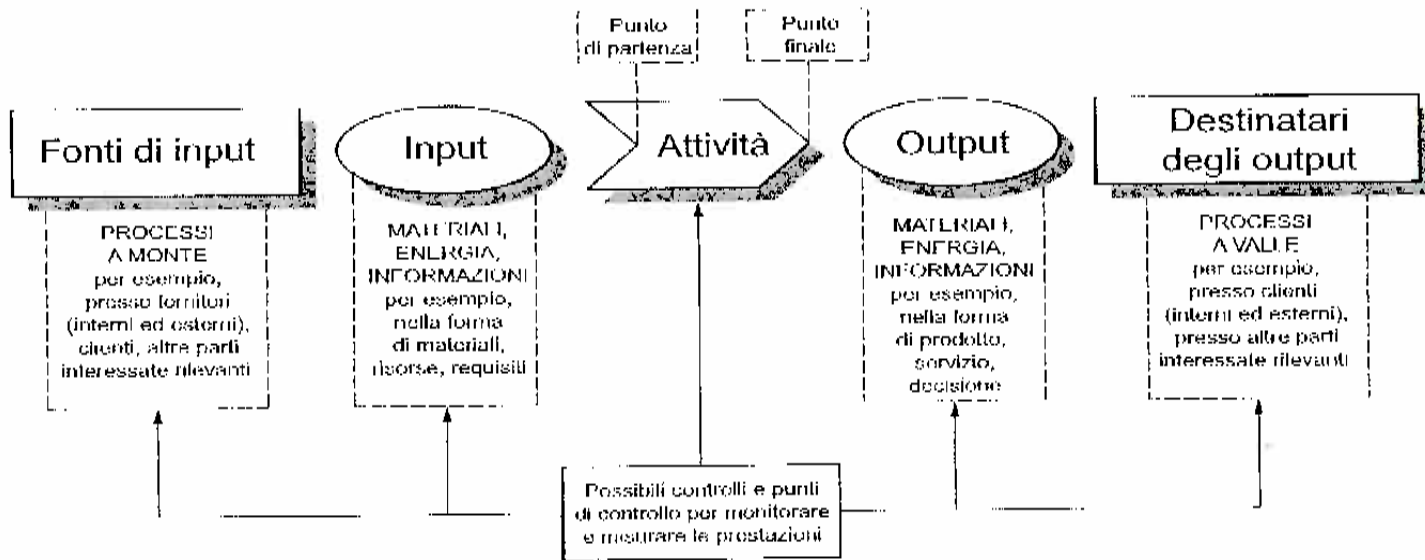 Punto
di partenza
Punto
finale
Fonti di input
Input
Attività
Output
Destinatari
degli output
PROCESSI
A MONTE
per esempio,
presso fornitori
(interni ed esterni),
clienti, altre parti
interessate rilevanti
MATERIALI,
ENERGIA,
INFORMAZIONI
per esempio,
nella forma
di materiali,
risorse, requisiti
MATERIALI,
ENERGIA,
INFORMAZIONI
per esempio,
nella forma
di prodotto,
servizio,
decisione
PROCESSI
A VALLE
per esempio,
presso clienti
(interni ed esterni),
presso altre parti
interessate rilevanti
Possibili controlli e punti
di controllo per monitorare
e misurare le prestazioni